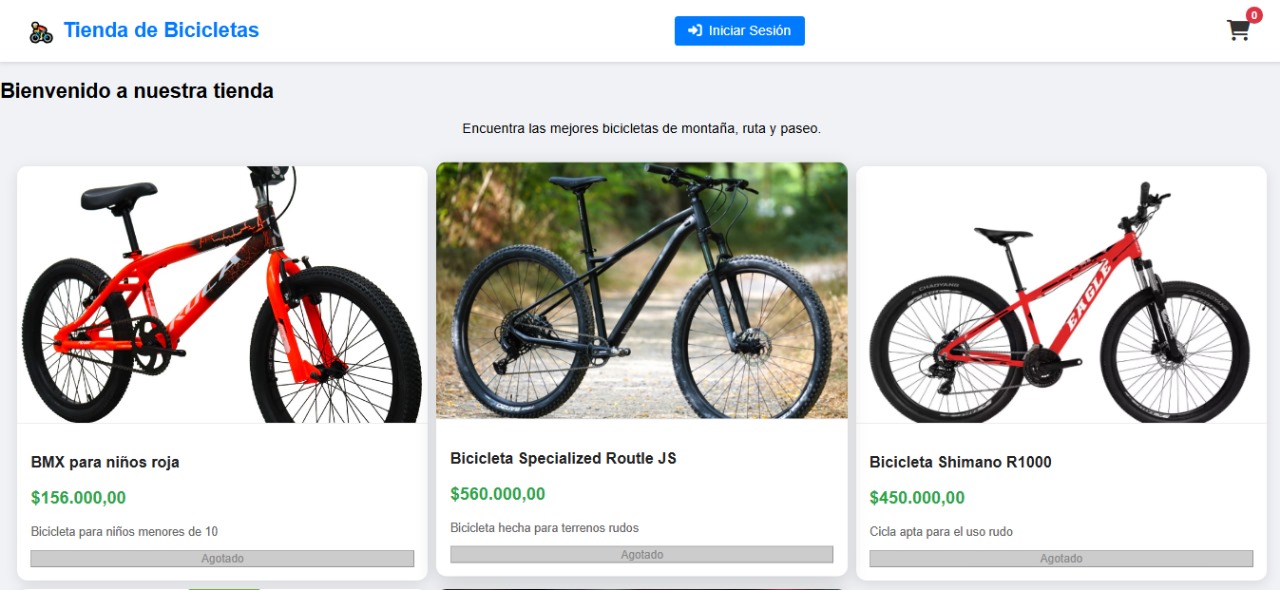 Tienda de Bicicletas
Iniciar Sesión
0
Bienvenido a nuestra tienda
Encuentra las mejores bicicletas de montaña, ruta y paseo.
EAGLE
CHAOYANG
BMX para niños roja
$156.000,00
Bicicleta para niños menores de 10
Agotado
Bicicleta Specialized Routle JS
$560.000,00
Bicicleta hecha para terrenos rudos
Agotado
Bicicleta Shimano R1000
$450.000,00
Cicla apta para el uso rudo
Agotado